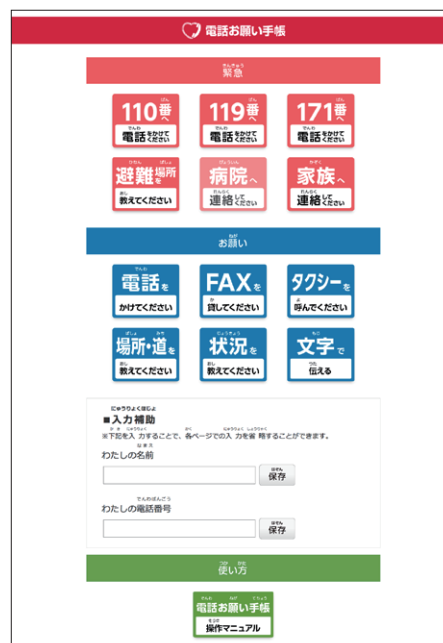 電話お願い手帳
緊急
110番へ 119番へ 171番へ
電話をかけてください 電話をかけてください 電話をかけてください
避難場所を 病院へ 家族へ
教えてください 連絡してください 連絡してください
お願い
電話を FAXを タクシーを
かけてください 貸してください 呼んでください
場所・道を 状況を 文字で
教えてください 教えてください 伝える
■入力補助
※下記を入力することで、各ページでの入力を省略することができます。
わたしの名前
保存
わたしの電話番号
保存
使い方
電話お願い手帳
操作マニュアル